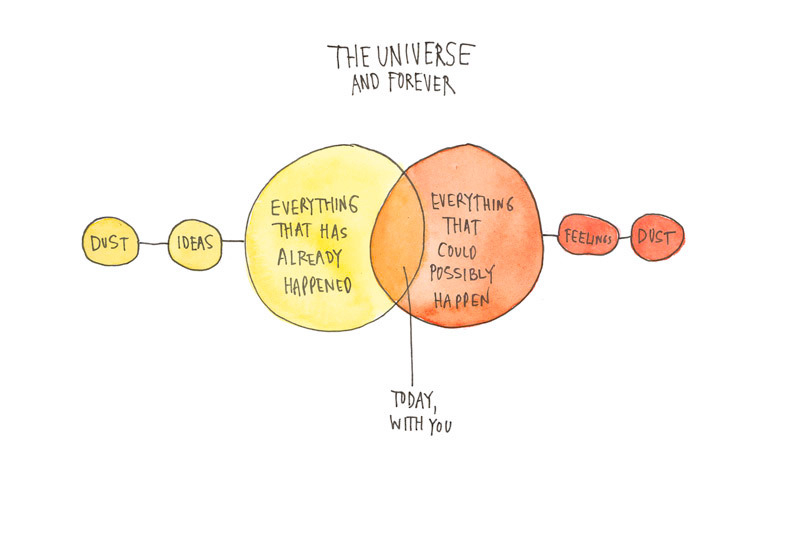 THE UNIVERSE
AND FOREVER
DUST
IDEAS
EVERYTHING
THAT HAS
ALREADY
HAPPENED
EVERYTHING
THAT
COULD
POSSIBLY
HAPPEN
FEELINGS
DUST
TODAY,
WITH YOU